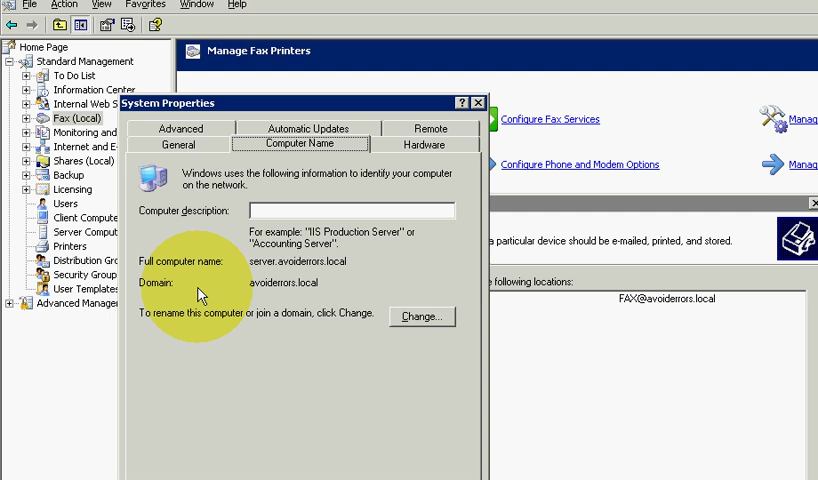 File Action View Favorites Window Help
Home Page
Standard Management
To Do List
Information Center
Internal Web S
Fax (Local)
Monitoring and
Internet and E
Shares (Local)
Backup
Licensing
Users
Client Compute
Server Compute
Printers
Distribution Gro
Security Group
User Templates
Advanced Manage
Manage Fax Printers
Configure Fax Services
Manag
Configure Phone and Modem Options
Manag
a particular device should be e-mailed, printed, and stored.
e following locations:
FAX@avoiderrors.local
System Properties
Advanced Automatic Updates Remote
General Computer Name Hardware
Windows uses the following information to identify your computer
on the network.
Computer description:
For example: "IIS Production Server" or
"Accounting Server".
Full computer name: server.avoiderrors.local
Domain: avoiderrors.local
To rename this computer or join a domain, click Change.
Change...